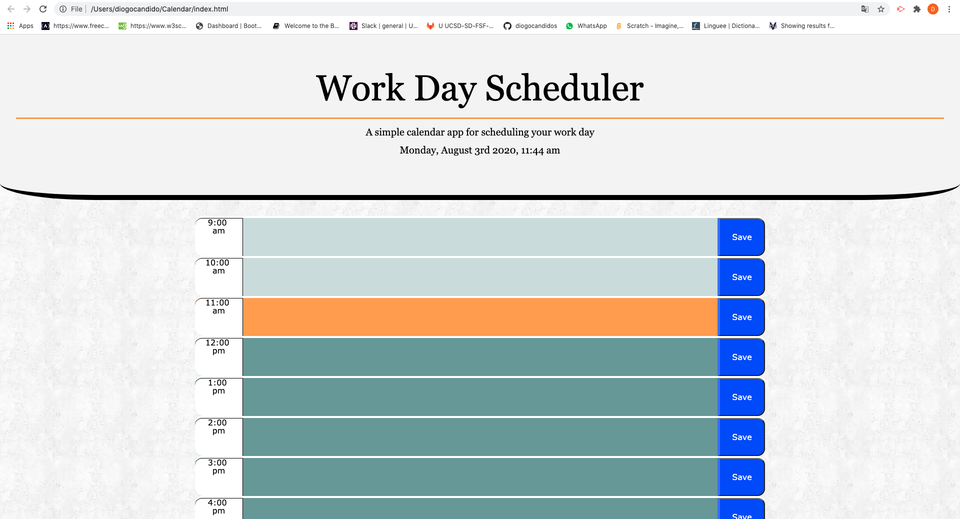 File | /Users/diogocandido/Calendar/index.html
D
Apps https://www.freec... https://www.w3sc... Dashboard | Boot... Welcome to the B... Slack | general | U... U UCSD-SD-FSF-... diogocandidos WhatsApp Scratch – Imagine,... Linguee | Dictiona... Showing results f...
Work Day Scheduler
A simple calendar app for scheduling your work day
Monday, August 3rd 2020, 11:44 am
9:00
am
Save
10:00
am
Save
11:00
am
Save
12:00
pm
Save
1:00
pm
Save
2:00
pm
Save
3:00
pm
Save
4:00
pm
Save